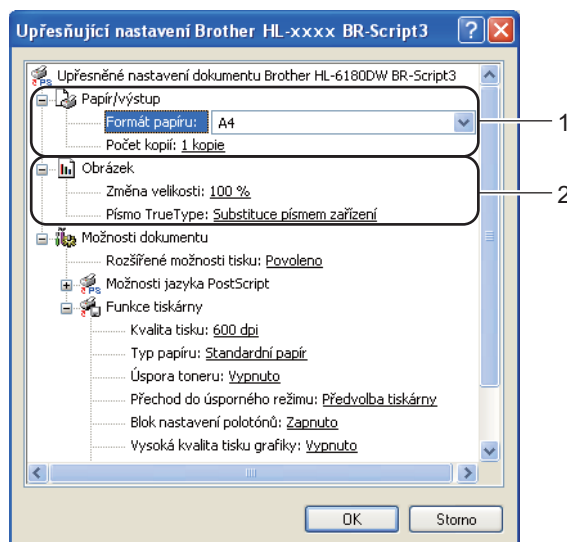 Upřesňující nastavení Brother HL-xxxx BR-Script3
Upřesněné nastavení dokumentu Brother HL-6180DW BR-Script3
Papír/výstup
Formát papíru: A4
1
Počet kopií: 1 kopie
Obrázek
2
Změna velikosti: 100 %
Písmo TrueType: Substituce písmem zařízení
Možnosti dokumentu
Rozšířené možnosti tisku: Povoleno
Možnosti jazyka PostScript
Funkce tiskárny
Kvalita tisku: 600 dpi
Typ papíru: Standardní papír
Úspora toneru: Vypnuto
Přechod do úsporného režimu: Předvolba tiskárny
Blok nastavení polotónů: Zapnuto
Vysoká kvalita tisku grafiky: Vypnuto
OK
Storno